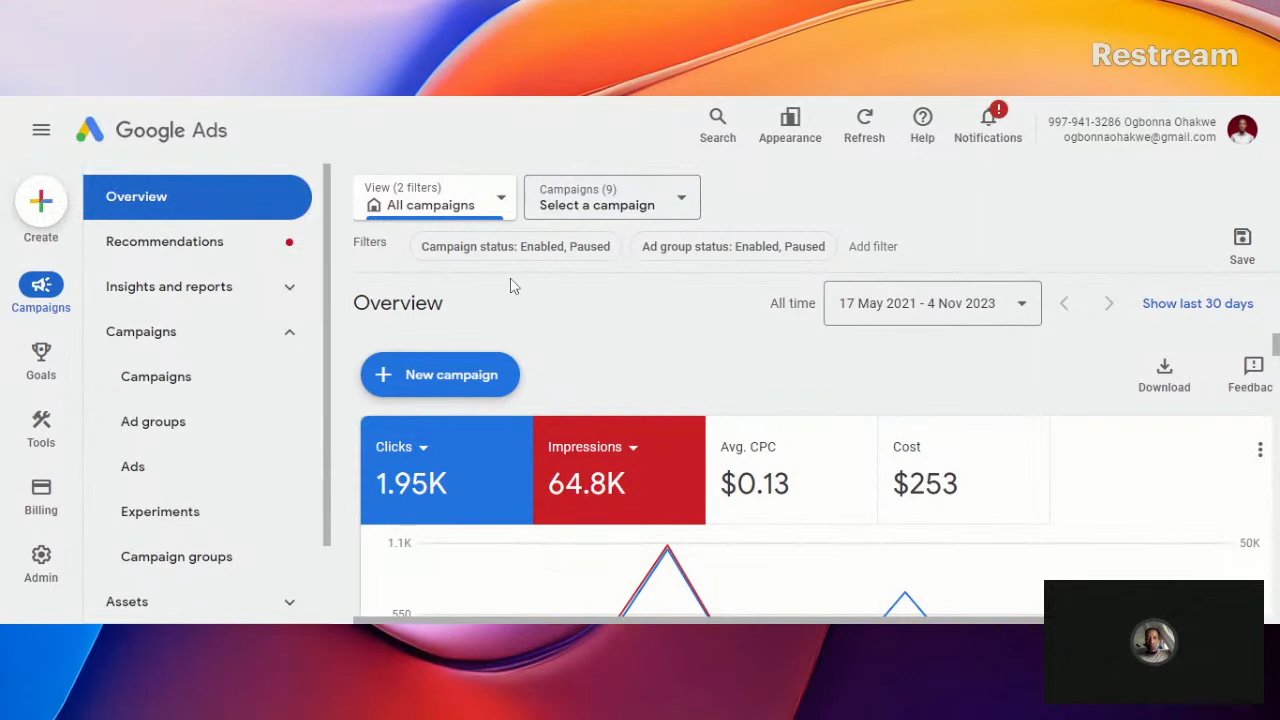 Restream
Google Ads
Search
Appearance
Refresh
Help
Notifications
!
997-941-3286 Ogbonna Ohakwe
ogbonnaohakwe@gmail.com
Create
Campaigns
Goals
Tools
Billing
Admin
Overview
Recommendations
Insights and reports
Campaigns
Campaigns
Ad groups
Ads
Experiments
Campaign groups
Assets
View (2 filters)
All campaigns
Campaigns (9)
Select a campaign
Filters
Campaign status: Enabled, Paused
Ad group status: Enabled, Paused
Add filter
Save
Overview
All time
17 May 2021 - 4 Nov 2023
Show last 30 days
New campaign
Download
Feedbac
Clicks
1.95K
Impressions
64.8K
Avg. CPC
$0.13
Cost
$253
1.1K
50K
550